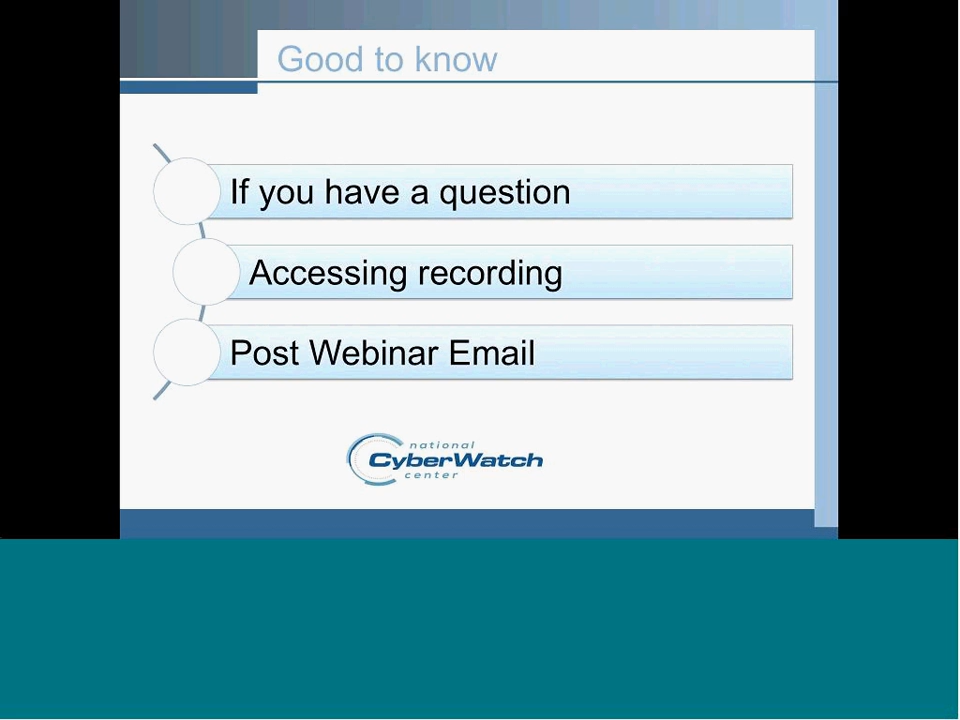 Good to know
If you have a question
Accessing recording
Post Webinar Email
national
CyberWatch
center